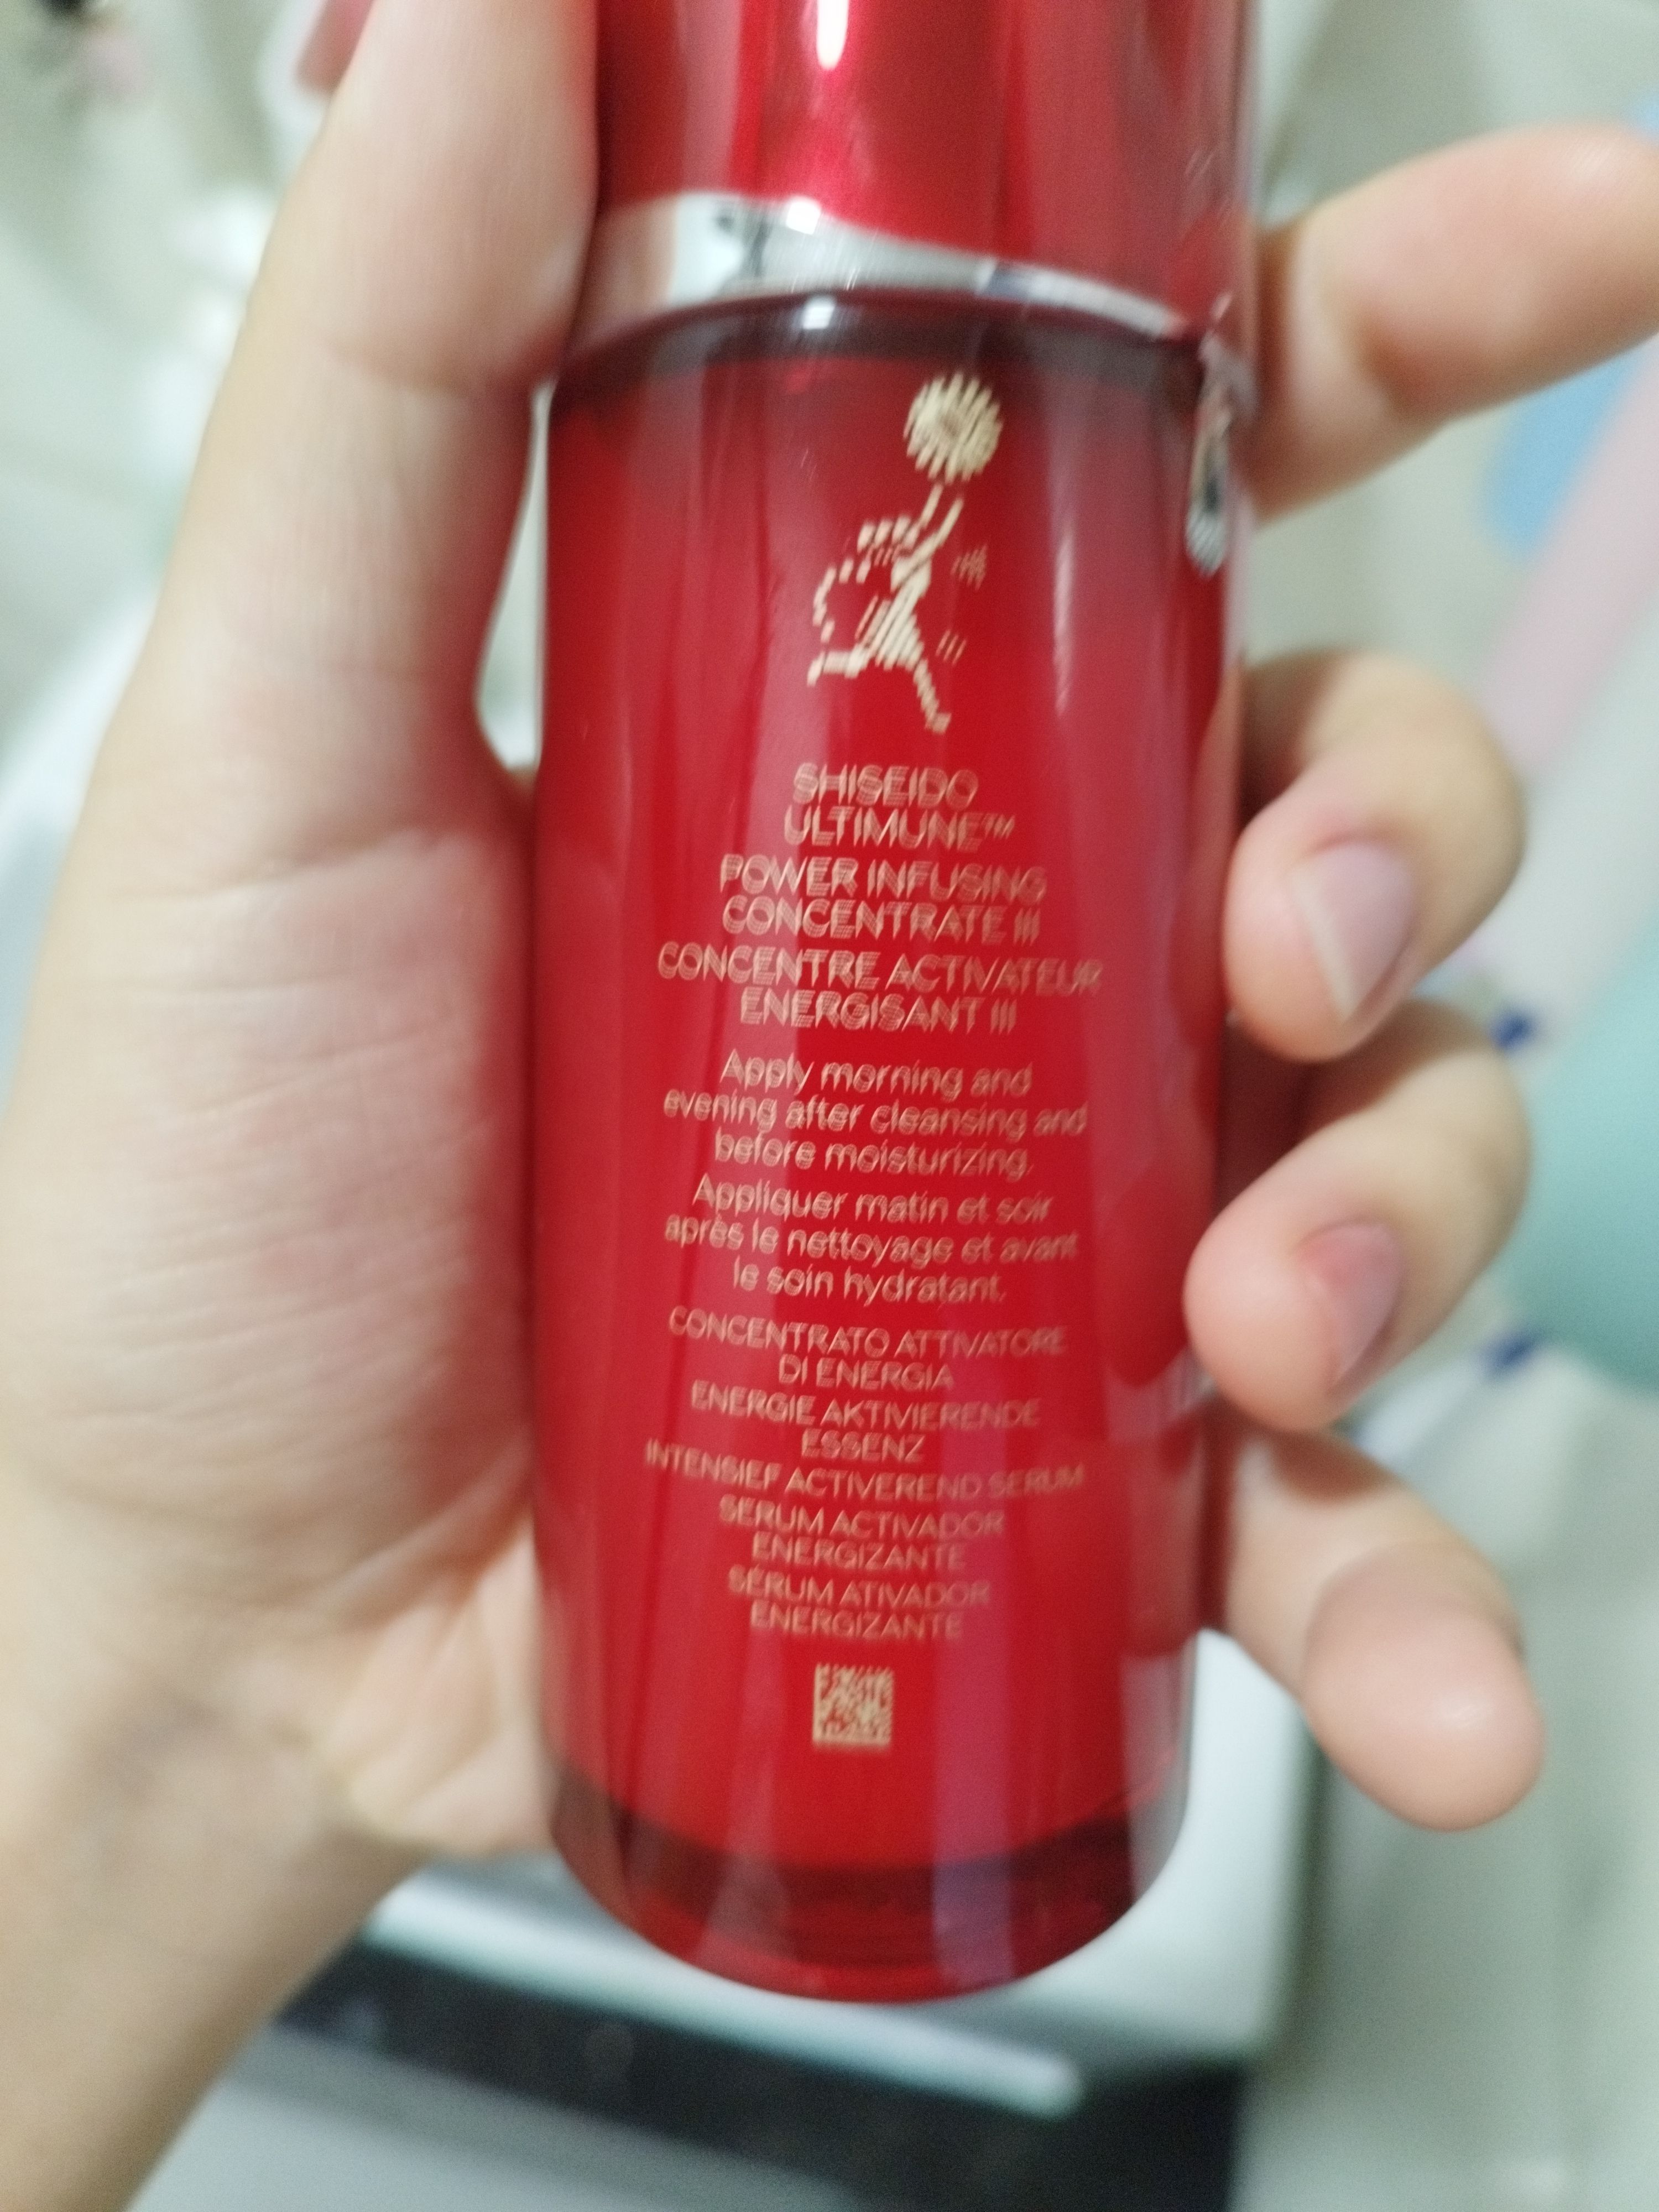 SHISEIDO
ULTIMUNE™
POWER INFUSING
CONCENTRATE III
CONCENTRE ACTIVATEUR
ENERGISANT III
Apply morning and
evening after cleansing and
before moisturizing.
Appliquer matin et soir
après le nettoyage et avant
le soin hydratant.
CONCENTRATO ATTIVATORE
DI ENERGIA
ENERGIE AKTIVIERENDE
ESSENZ
INTENSIEF ACTIVEREND SERUM
SERUM ACTIVADOR
ENERGIZANTE
SÉRUM ATIVADOR
ENERGIZANTE